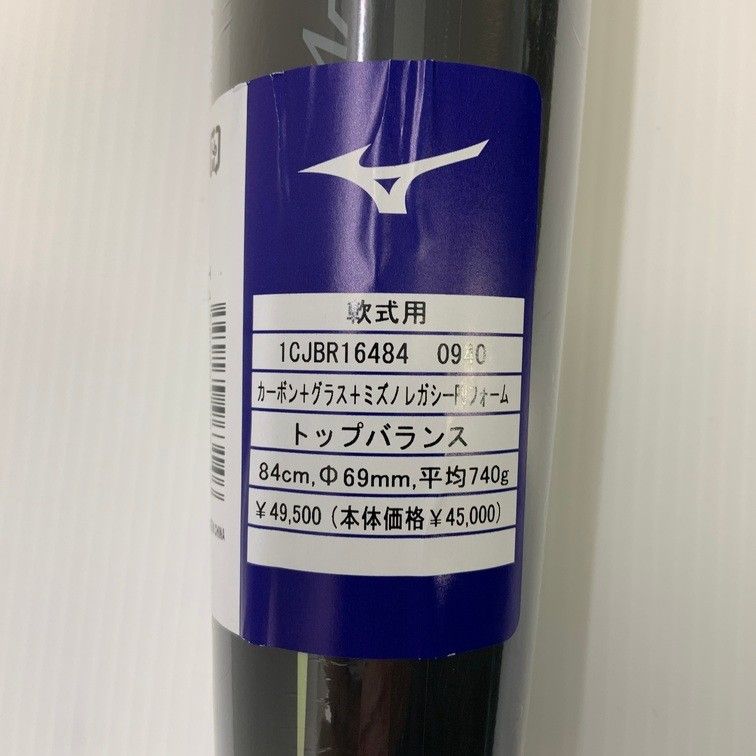 軟式用
1CJBR16484 0940
カーボン+グラス+ミズノレガシーRフォーム
トップバランス
84cm,Φ69mm,平均740g
¥49,500 (本体価格¥45,000)
CHINA